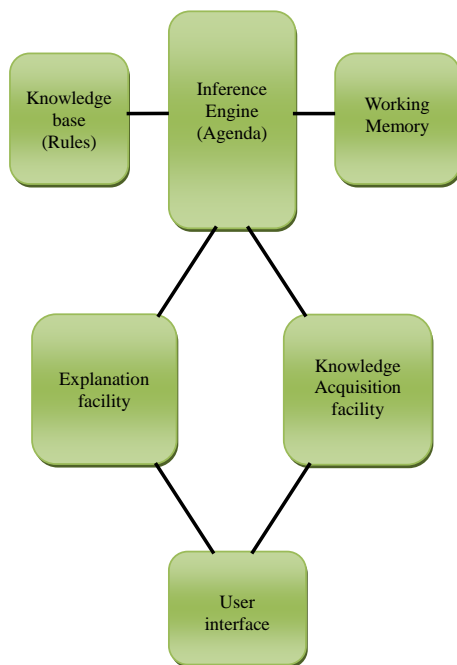 Knowledge
base
(Rules)
Inference
Engine
(Agenda)
Working
Memory
Explanation
facility
Knowledge
Acquisition
facility
User
interface